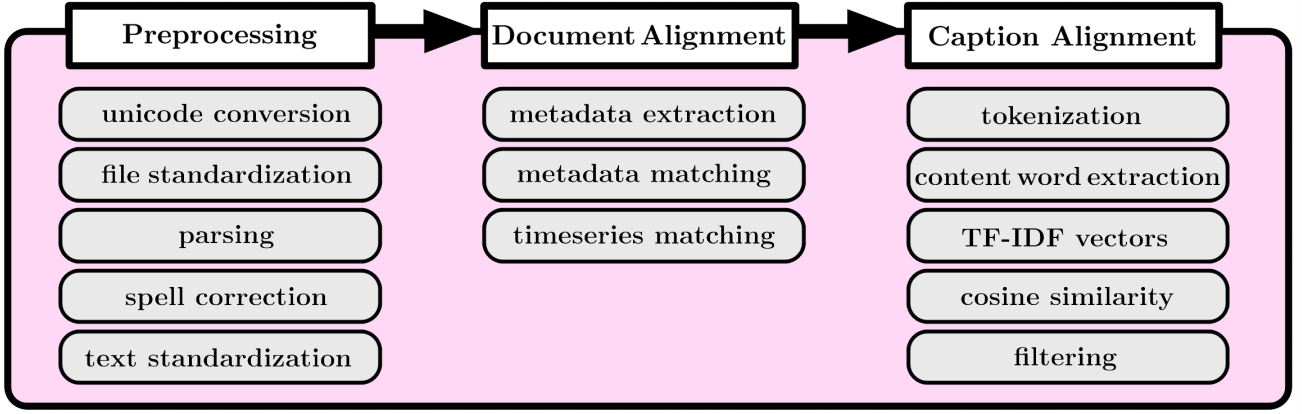 Preprocessing
Document Alignment
Caption Alignment
unicode conversion
file standardization
parsing
spell correction
text standardization
metadata extraction
metadata matching
timeseries matching
tokenization
content word extraction
TF-IDF vectors
cosine similarity
filtering